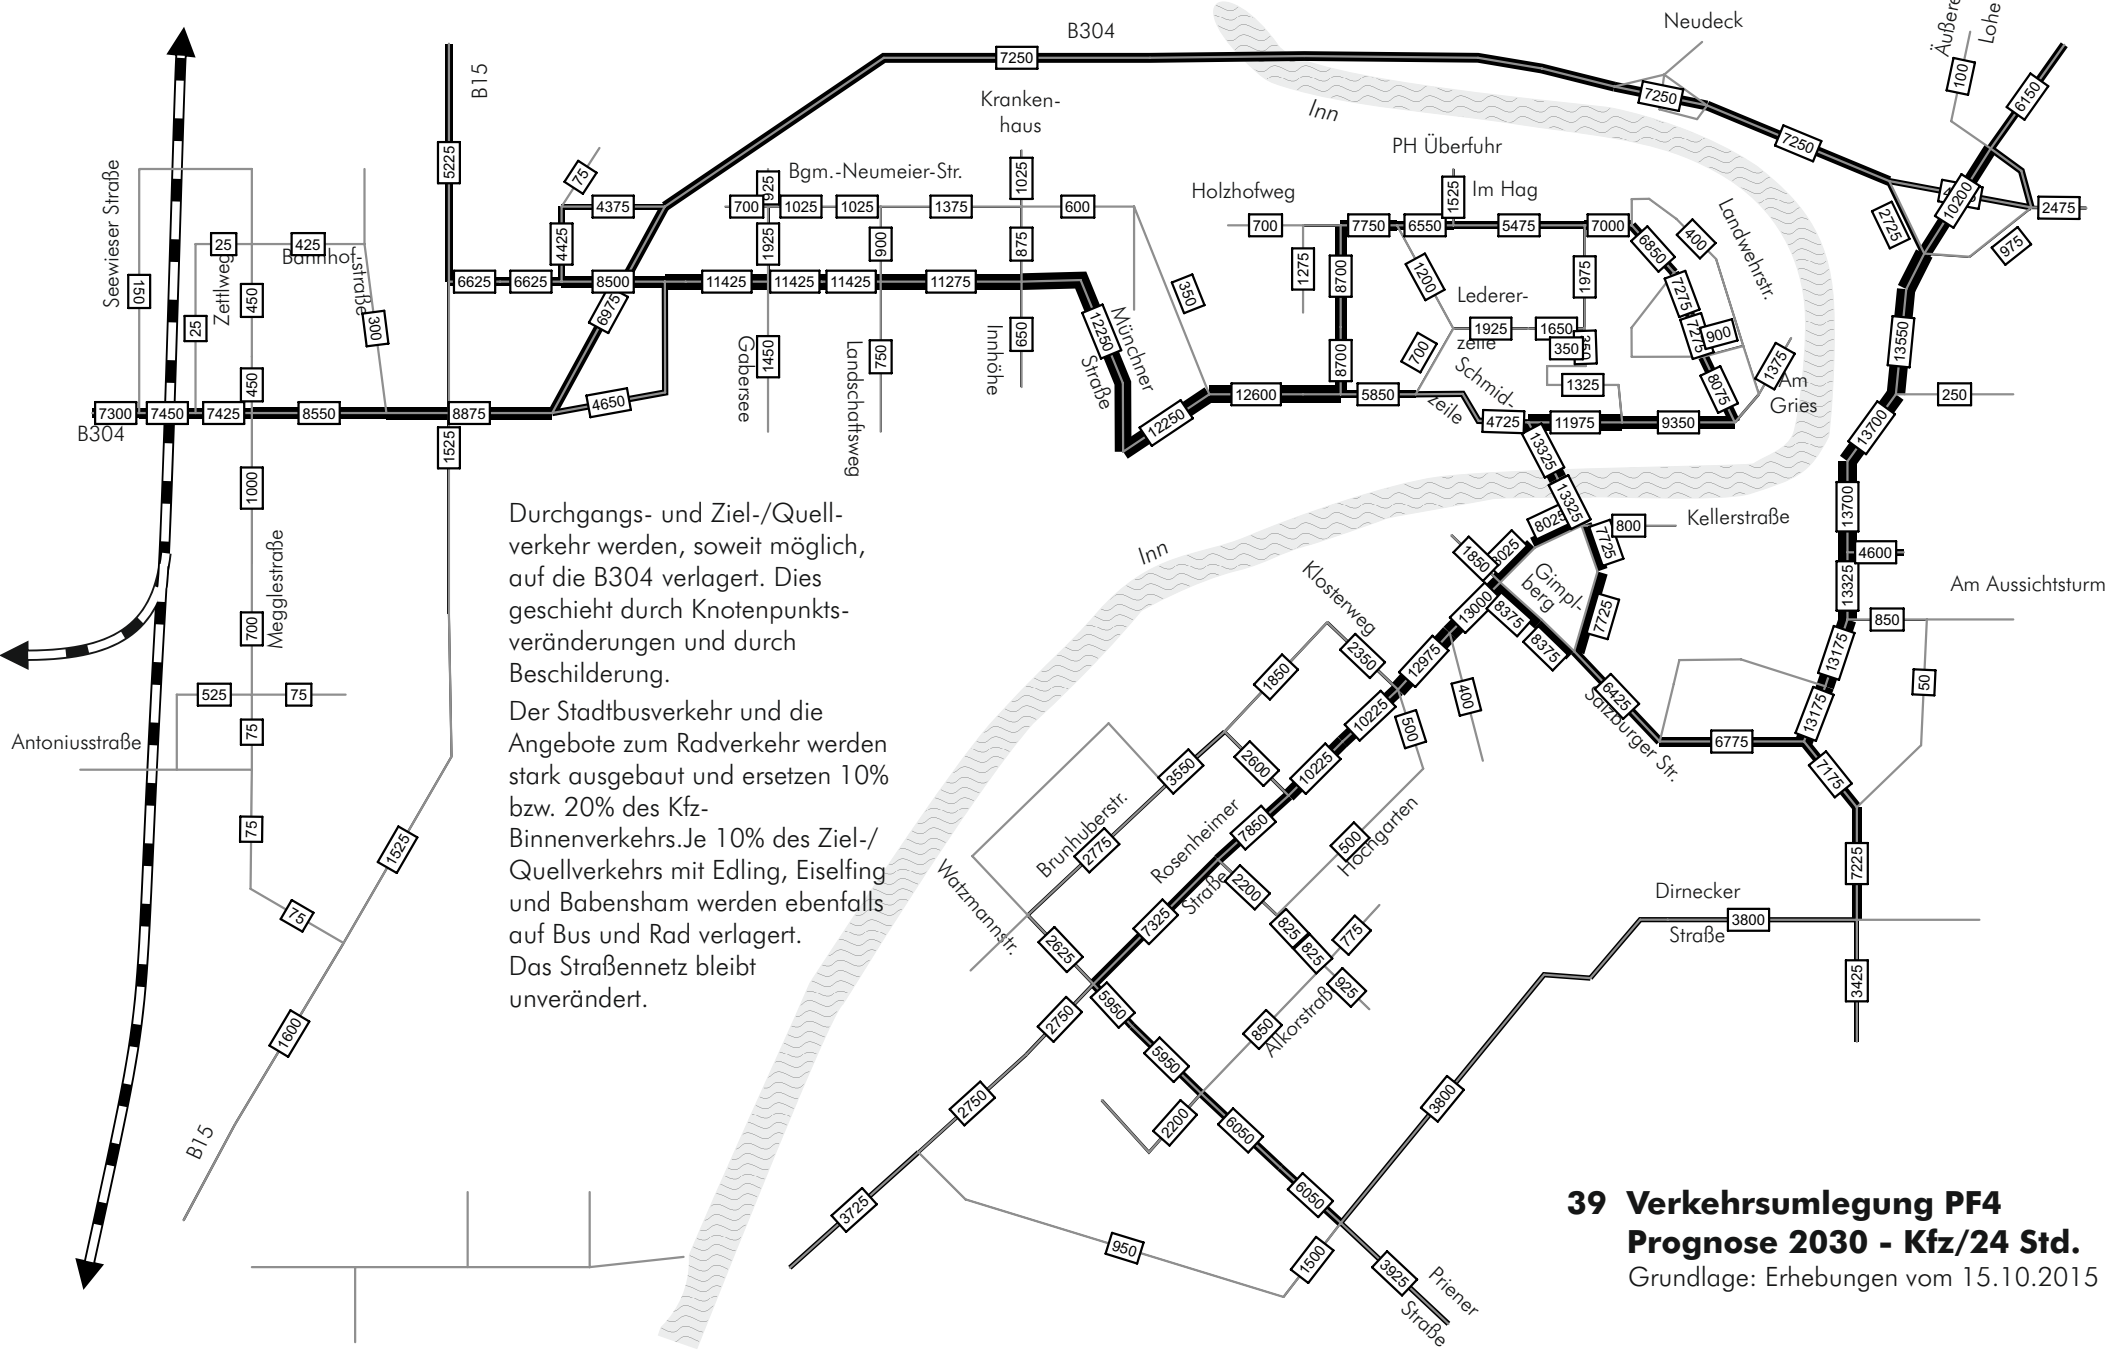 B304
7250
Neudeck
Äußere
Lohe
100
6150
B15
Kranken-
haus
Inn
7250
7250
PH Überfuhr
5225
75
Bgm.-Neumeier-Str.
1025
Holzhofweg
1525
Im Hag
Seewieser Straße
4375
700
925
1025
1025
1375
600
700
7750
6550
5475
7000
400
Landwehrstr.
2725
10200
2475
975
25
425
Bahnhof-
straße
Zettlweg
4425
1925
900
875
6850
150
450
25
300
6625
6625
8500
11425
11425
11425
11275
350
1275
8700
1200
1975
7275
7275
900
6975
12250
Münchner
Straße
Lederer-
zeile
1925
1650
350
350
13550
Gabersee
1450
Landschaftsweg
750
Innhöhe
650
8700
700
Schmid-
zeile
1325
8075
1375
Am
Gries
250
7300
7450
7425
450
8550
8875
4650
12250
12600
5850
4725
11975
9350
13700
B304
1525
1000
13325
13325
13700
Durchgangs- und Ziel-/Quell-
verkehr werden, soweit möglich,
auf die B304 verlagert. Dies
geschieht durch Knotenpunkts-
veränderungen und durch
Beschilderung.
Der Stadtbusverkehr und die
Angebote zum Radverkehr werden
stark ausgebaut und ersetzen 10%
bzw. 20% des Kfz-
Binnenverkehrs.Je 10% des Ziel-/
Quellverkehrs mit Edling, Eiselfing
und Babensham werden ebenfalls
auf Bus und Rad verlagert.
Das Straßennetz bleibt
unverändert.
Inn
8025
8025
7725
800
Kellerstraße
4600
1850
Gimpl-
berg
7725
13325
Am Aussichtsturm
Megglestraße
700
Klosterweg
13000
8375
8375
850
2350
12975
13175
525
75
1850
400
6425
Salzburger Str.
50
Antoniusstraße
75
10225
500
6775
13175
3550
2600
10225
7175
75
1525
Brunhuberstr.
2775
Rosenheimer
Straße
7850
500
Hochgarten
7225
75
Watzmannstr.
2625
7325
2200
825
825
775
925
Dirnecker
Straße
3800
3425
1600
2750
5950
5950
850
Alkorstraße
2750
2200
6050
3800
B15
3725
6050
950
1500
3925
Priener
Straße
39 Verkehrsumlegung PF4
Prognose 2030 - Kfz/24 Std.
Grundlage: Erhebungen vom 15.10.2015